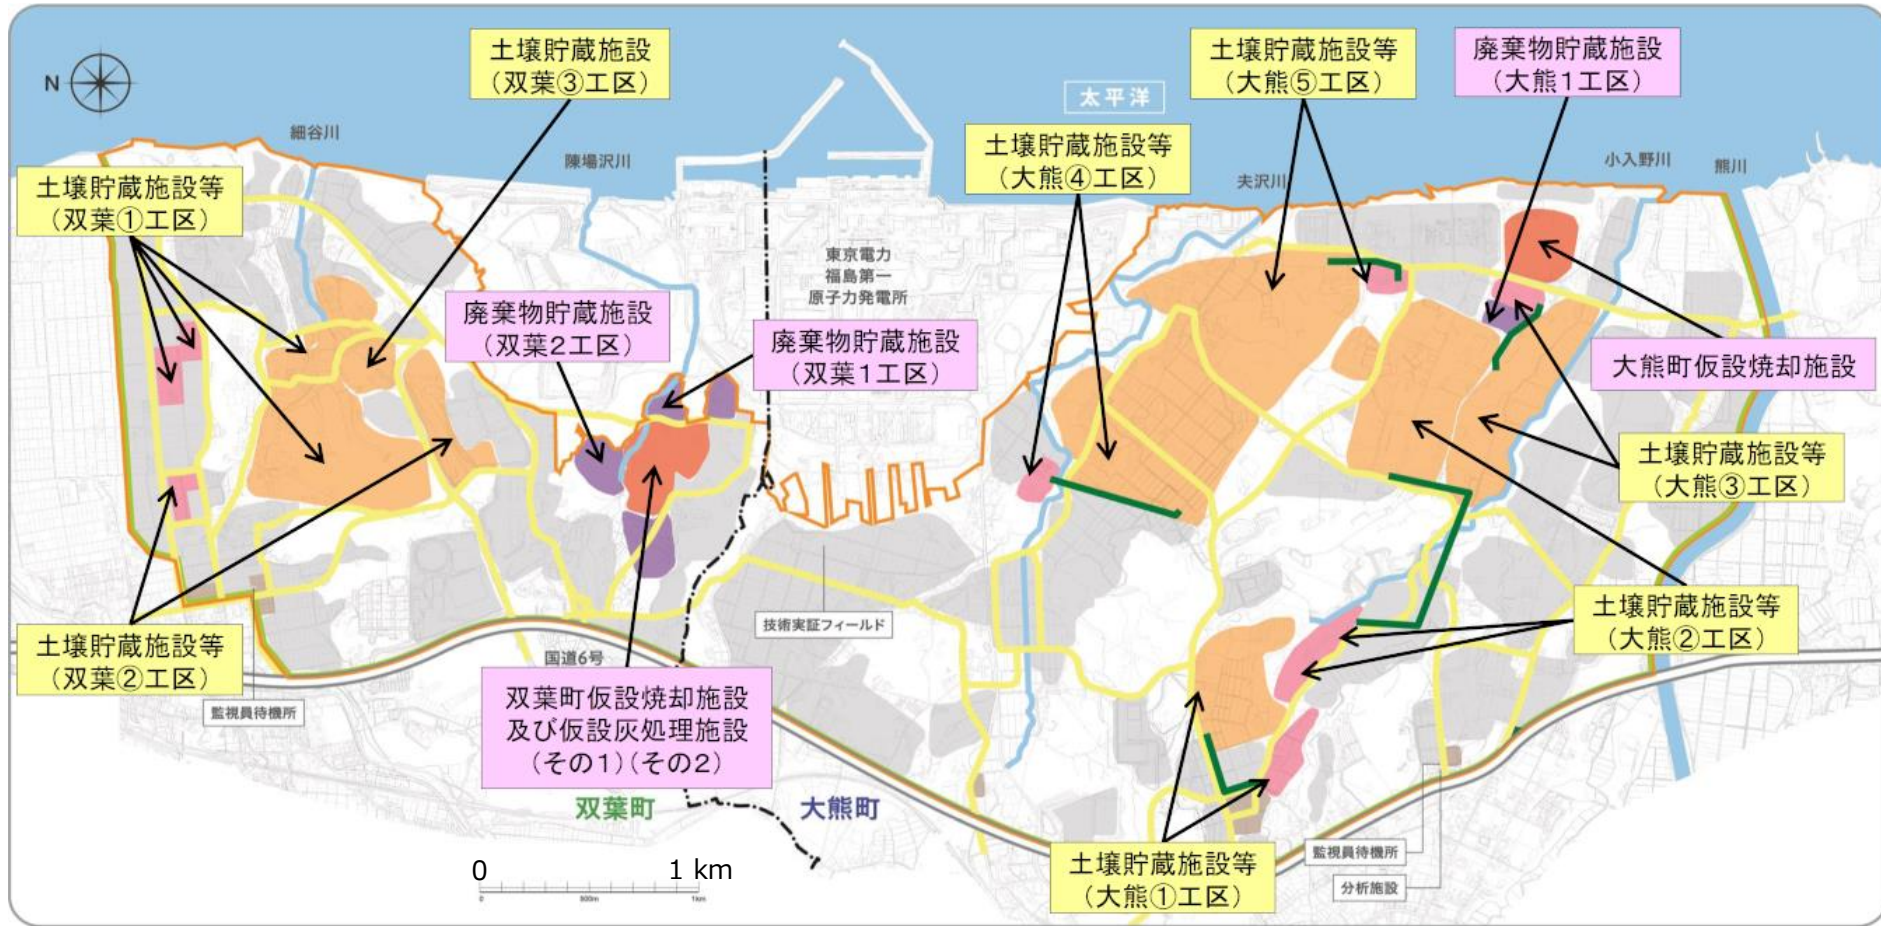 土壌貯蔵施設
（双葉③工区）
土壌貯蔵施設等
（大熊⑤工区）
廃棄物貯蔵施設
（大熊1工区）
N
太平洋
細谷川
陳場沢川
土壌貯蔵施設等
（大熊④工区）
夫沢川
小入野川
熊川
土壌貯蔵施設等
（双葉①工区）
東京電力
福島第一
原子力発電所
廃棄物貯蔵施設
（双葉2工区）
廃棄物貯蔵施設
（双葉1工区）
大熊町仮設焼却施設
土壌貯蔵施設等
（大熊③工区）
土壌貯蔵施設等
（大熊②工区）
技術実証フィールド
土壌貯蔵施設等
（双葉②工区）
国道6号
監視員待機所
双葉町仮設焼却施設
及び仮設灰処理施設
（その1）（その2）
双葉町
大熊町
土壌貯蔵施設等
（大熊①工区）
監視員待機所
分析施設
0 1 km
0 500m 1km